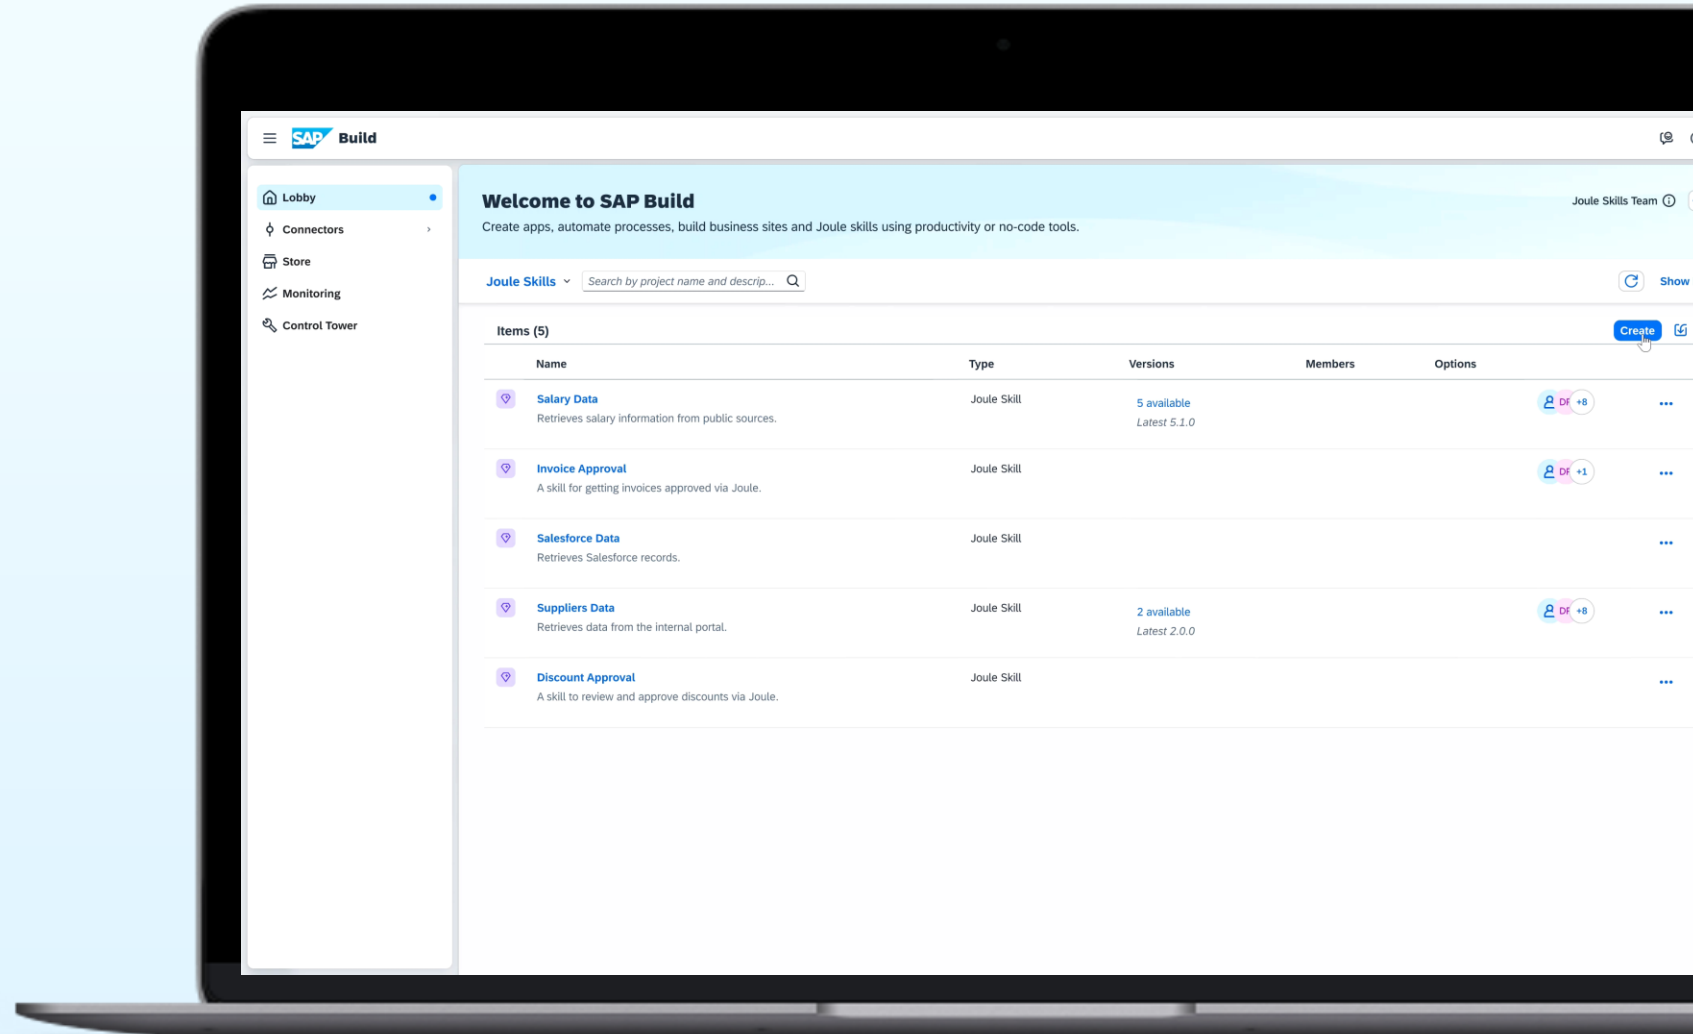 SAP Build
Lobby
Connectors
Store
Monitoring
Control Tower
Welcome to SAP Build
Create apps, automate processes, build business sites and Joule skills using productivity or no-code tools.
Joule Skills Team
Joule Skills
Search by project name and descrip...
Show
Items (5)
Create
Name Type Versions Members Options
Salary Data Joule Skill 5 available +8
Retrieves salary information from public sources. Latest 5.1.0
Invoice Approval Joule Skill +1
A skill for getting invoices approved via Joule.
Salesforce Data Joule Skill
Retrieves Salesforce records.
Suppliers Data Joule Skill 2 available +8
Retrieves data from the internal portal. Latest 2.0.0
Discount Approval Joule Skill
A skill to review and approve discounts via Joule.